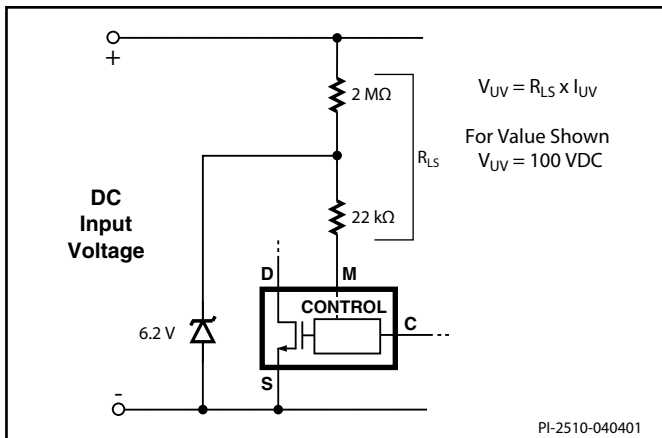 +
2 MΩ
V_UV = R_LS x I_UV
For Value Shown
V_UV = 100 VDC
R_LS
DC
Input
Voltage
22 kΩ
D
M
CONTROL
C
6.2 V
S
-
PI-2510-040401